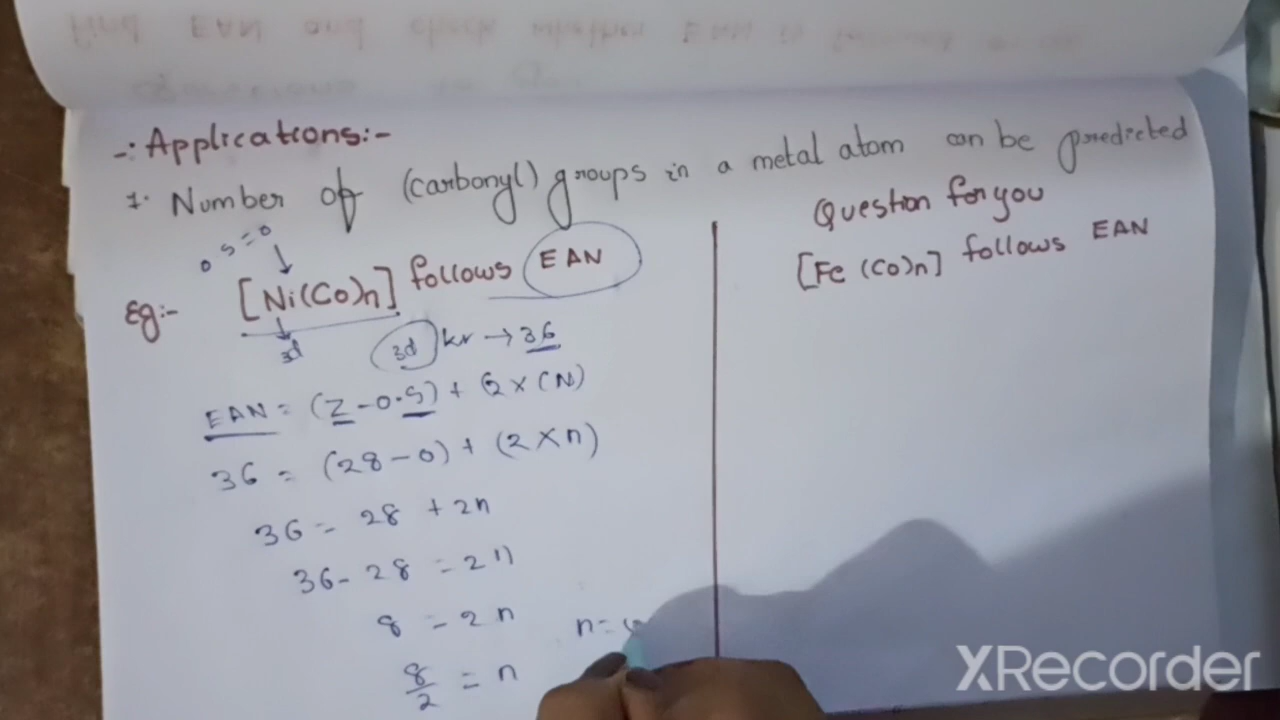 -: Applications:-
1. Number of (carbonyl) groups in a metal atom can be predicted
o s = 0
Eg:- [Ni(Co)n] follows EAN
3d
3d kr → 36
EAN = (Z - O.S) + 2 × (N)
36 = (28 - 0) + (2 × n)
36 = 28 + 2n
36 - 28 = 2n
8 = 2n
8/2 = n
n =
Question for you
[Fe (Co)n] follows EAN
XRecorder